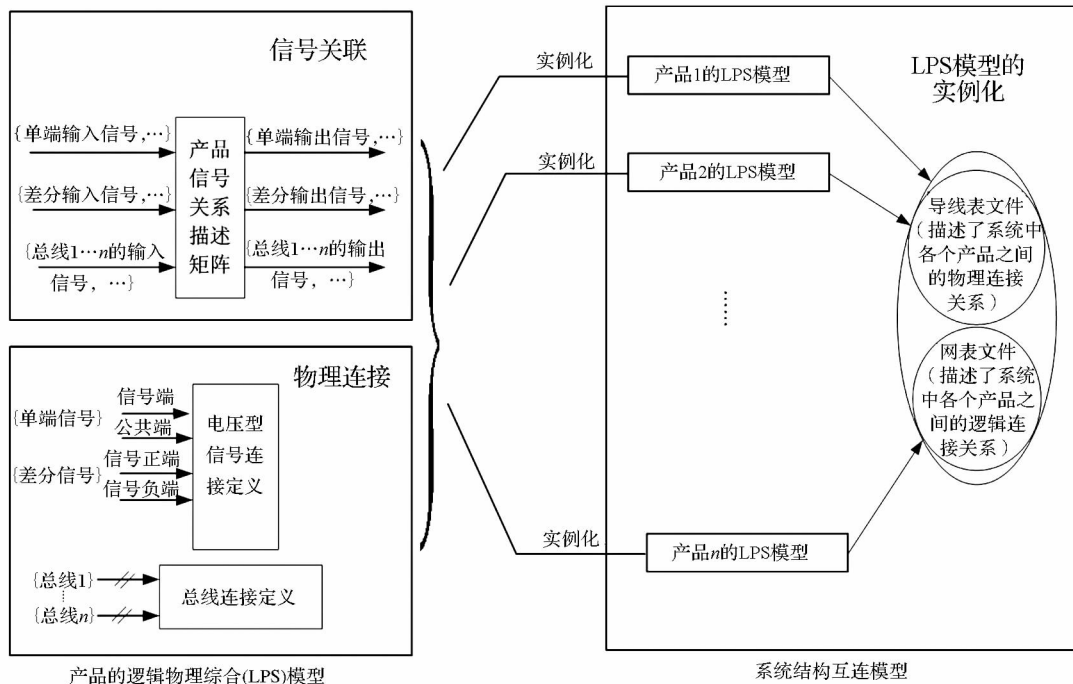 信号关联
{单端输入信号,…}
{单端输出信号,…}
{差分输入信号,…}
{差分输出信号,…}
{总线1…n的输入
信号，…}
{总线1…n的输出
信号，…}
产品
信号
关系
描述
矩阵
物理连接
{单端信号}
信号端
公共端
{差分信号}
信号正端
信号负端
电压型
信号连
接定义
{总线1}
⋮
{总线n}
总线连接定义
产品的逻辑物理综合(LPS)模型
实例化
实例化
实例化
产品1的LPS模型
产品2的LPS模型
……
产品n的LPS模型
LPS模型的
实例化
导线表文件
（描述了系统中
各个产品之间
的物理连接
关系）
网表文件
（描述了系统
中各个产品之
间的逻辑连
接关系）
系统结构互连模型